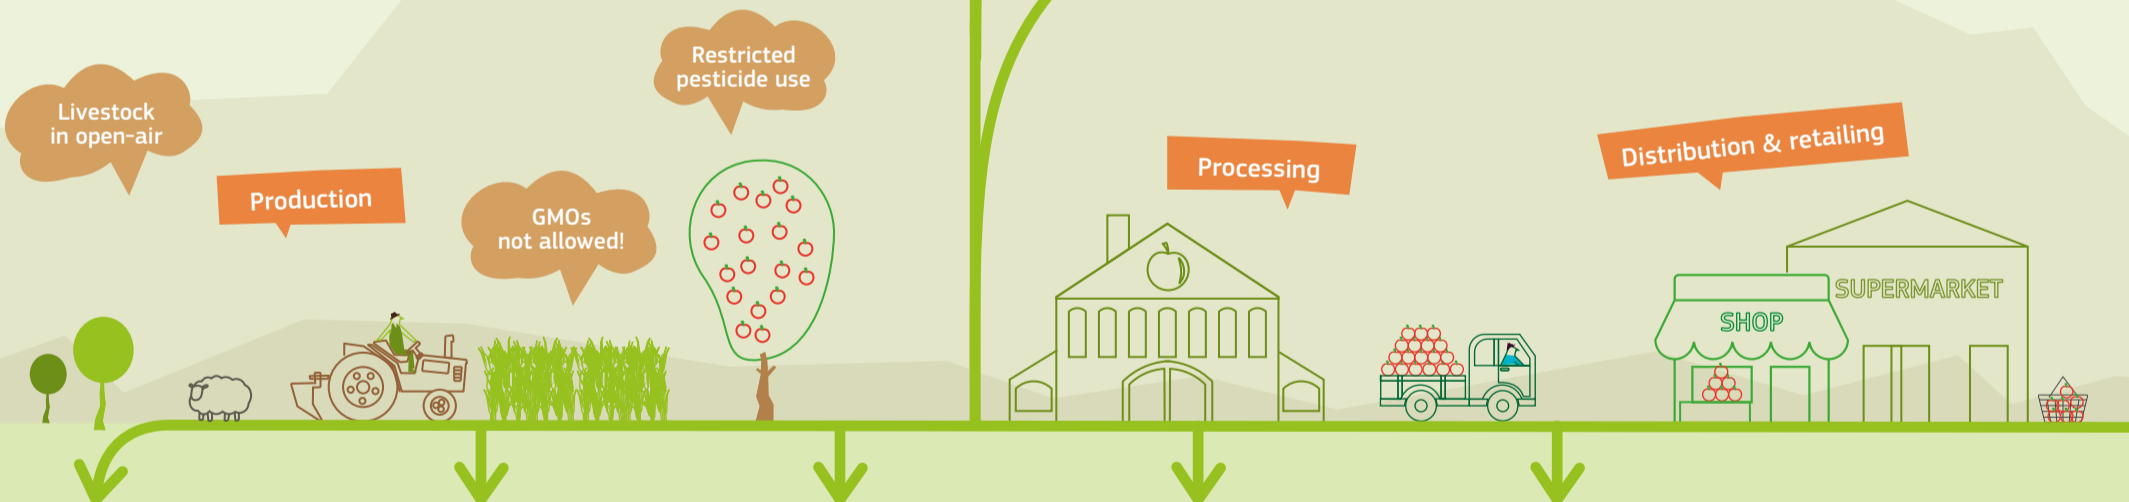 Livestock
in open-air
Production
GMOs
not allowed!
Restricted
pesticide use
Processing
Distribution & retailing
SHOP
SUPERMARKET